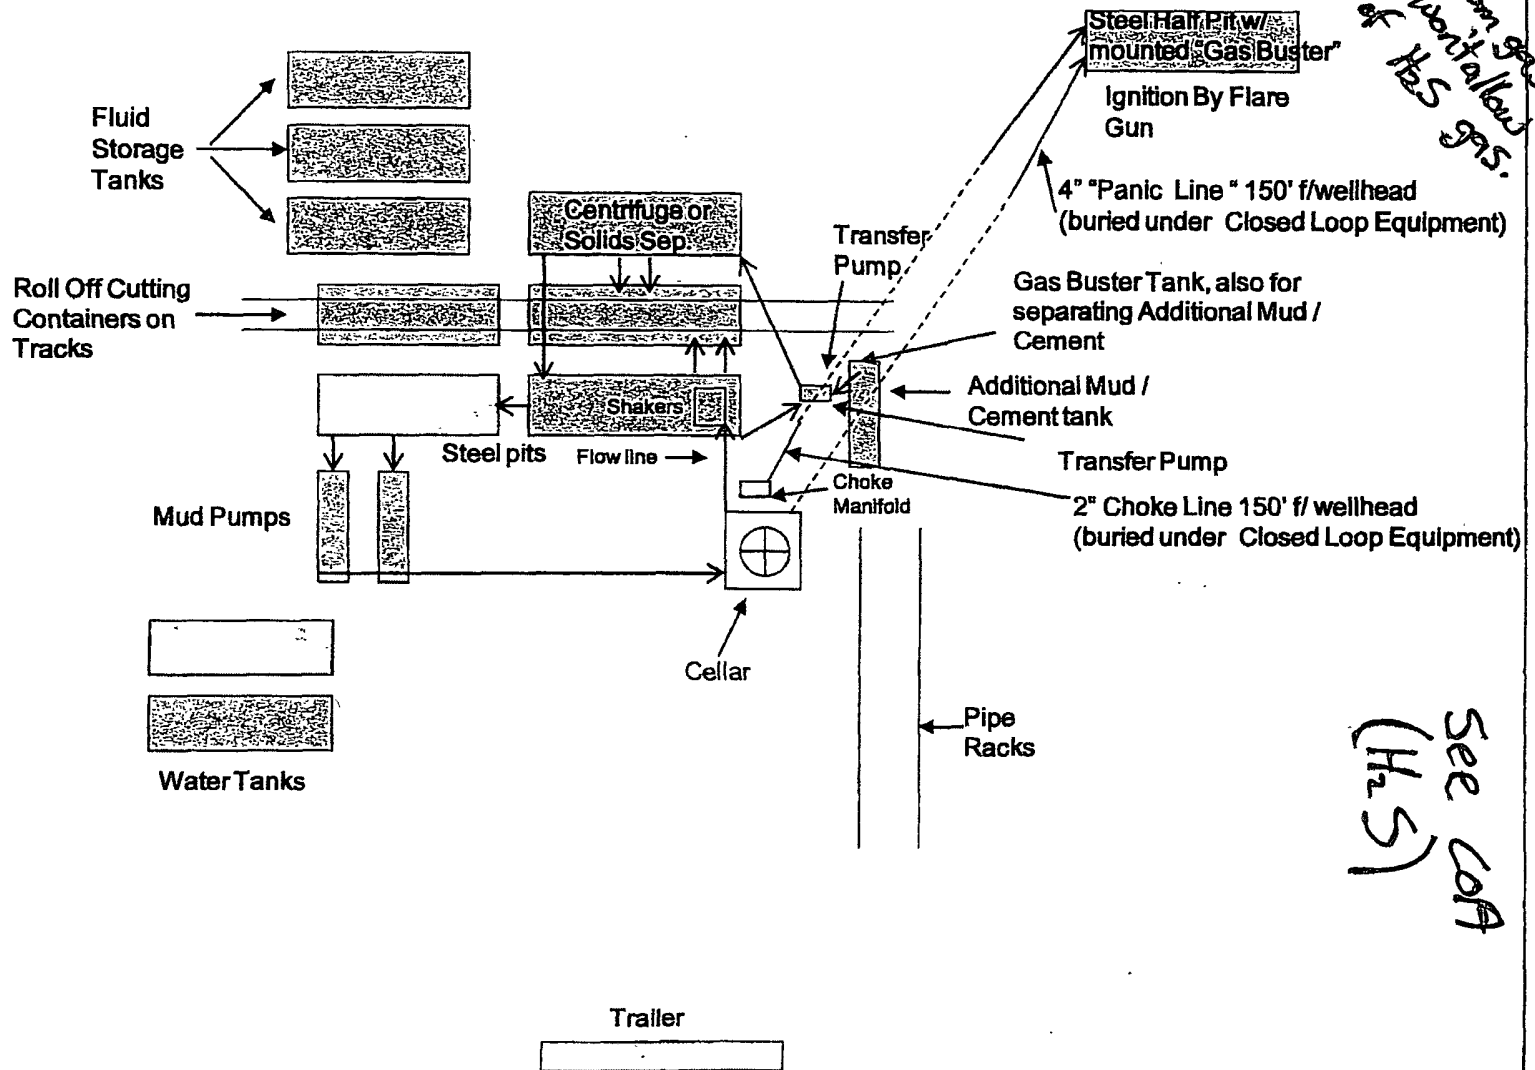 Steel Half Pit w/
mounted "Gas Buster"
Ignition By Flare
Gun
won't allow
of H2S gas.
Fluid
Storage
Tanks
4" "Panic Line " 150' f/wellhead
(buried under Closed Loop Equipment)
Centrifuge or
Solids Sep.
Transfer
Pump
Roll Off Cutting
Containers on
Tracks
Gas Buster Tank, also for
separating Additional Mud /
Cement
Additional Mud /
Cement tank
Shakers
Steel pits
Flow line
Transfer Pump
Choke
Manifold
2" Choke Line 150' f/ wellhead
(buried under Closed Loop Equipment)
Mud Pumps
Cellar
Pipe
Racks
Water Tanks
See COA
(H2S)
Trailer